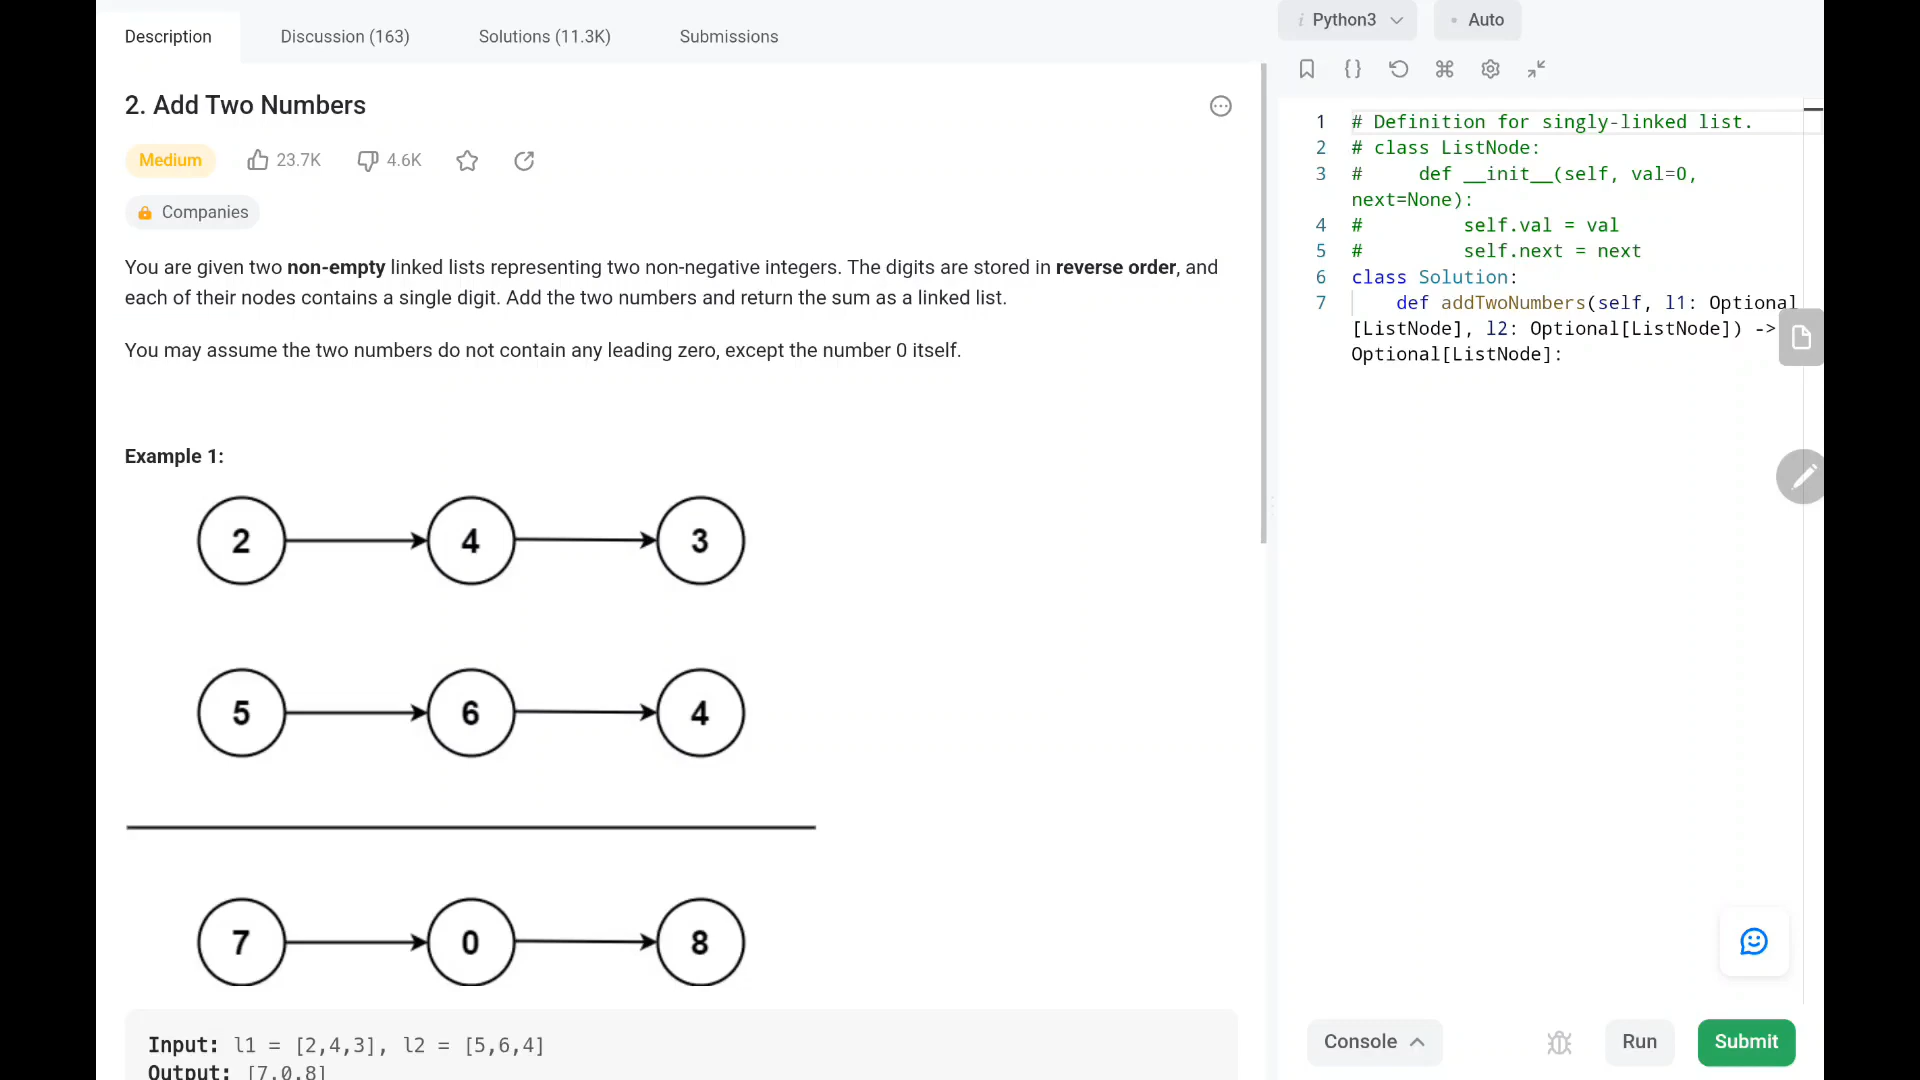 Description
Discussion (163)
Solutions (11.3K)
Submissions
i Python3
Auto
2. Add Two Numbers
Medium
23.7K
4.6K
Companies
You are given two non-empty linked lists representing two non-negative integers. The digits are stored in reverse order, and
each of their nodes contains a single digit. Add the two numbers and return the sum as a linked list.
You may assume the two numbers do not contain any leading zero, except the number 0 itself.
Example 1:
2 4 3
5 6 4
7 0 8
Input: l1 = [2,4,3], l2 = [5,6,4]
Output: [7,0,8]
1 # Definition for singly-linked list.
2 # class ListNode:
3 #     def __init__(self, val=0,
next=None):
4 #         self.val = val
5 #         self.next = next
6 class Solution:
7     def addTwoNumbers(self, l1: Optional
[ListNode], l2: Optional[ListNode]) ->
Optional[ListNode]:
Console
Run
Submit